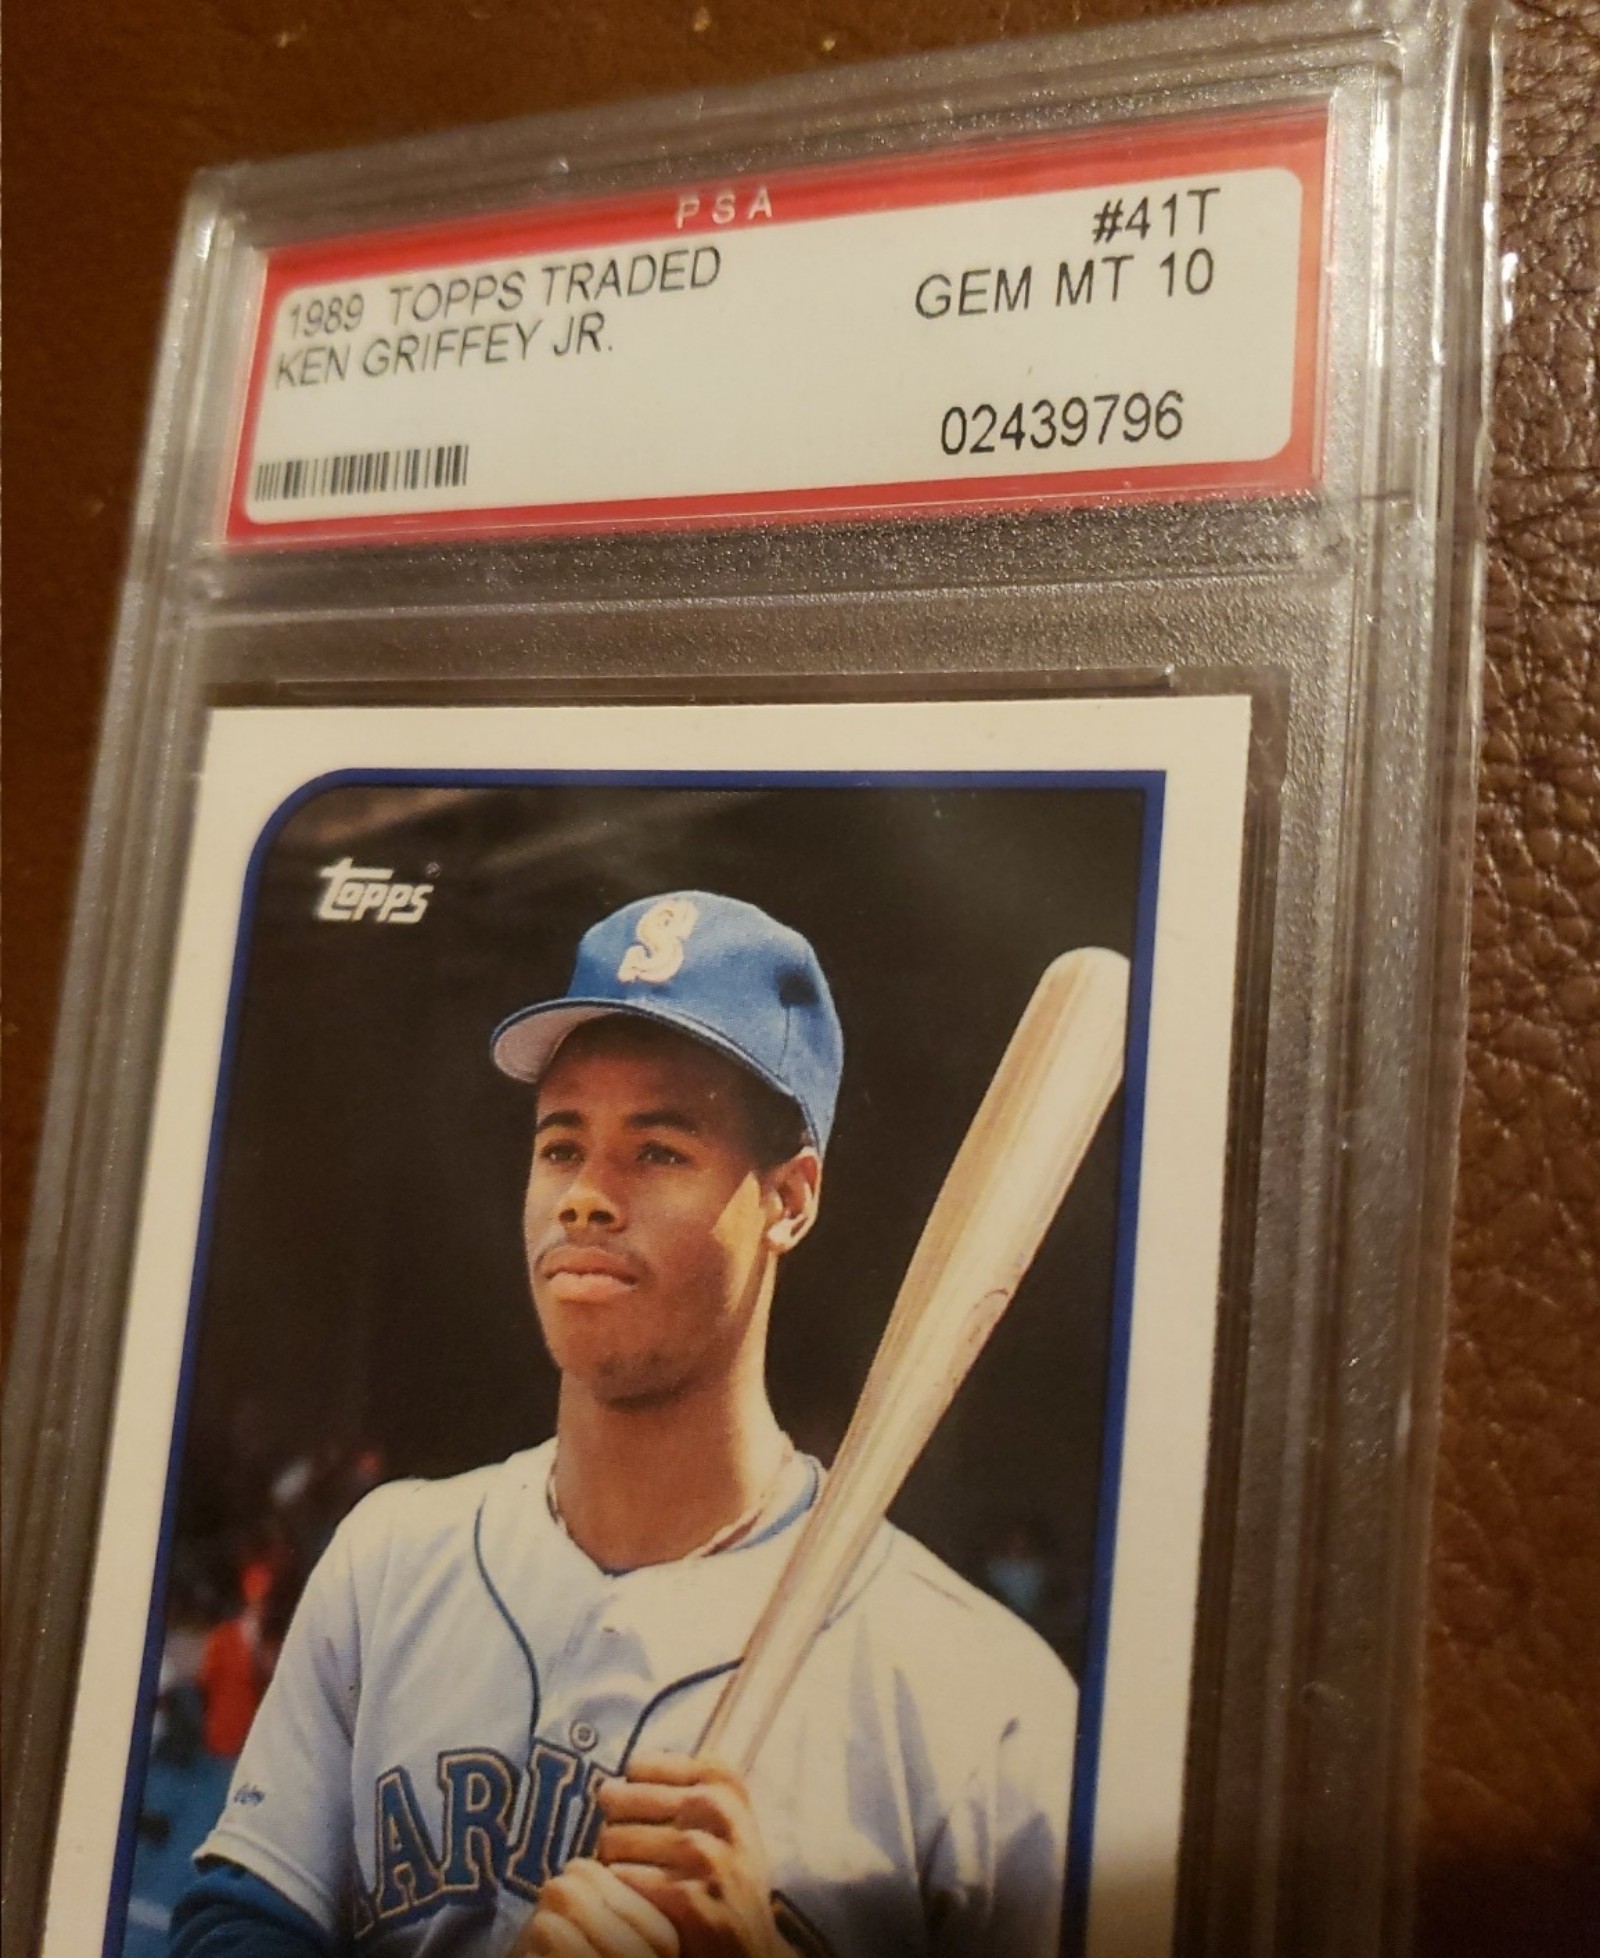 PSA
1989 TOPPS TRADED #41T
KEN GRIFFEY JR. GEM MT 10
02439796
topps
S
ARI